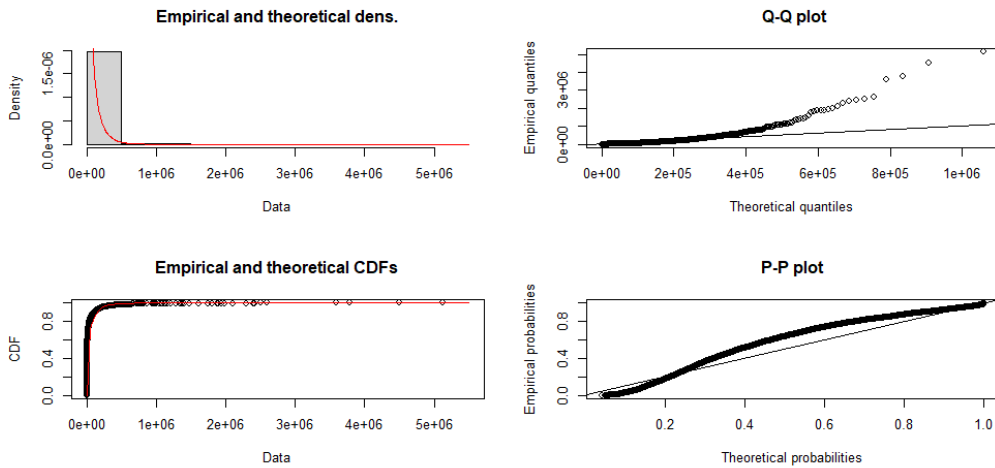 Empirical and theoretical dens.
Density
0.0e+00 1.5e-06
0e+00 1e+06 2e+06 3e+06 4e+06 5e+06
Data
Q-Q plot
Empirical quantiles
0e+00 3e+06
0e+00 2e+05 4e+05 6e+05 8e+05 1e+06
Theoretical quantiles
Empirical and theoretical CDFs
CDF
0.0 0.4 0.8
0e+00 1e+06 2e+06 3e+06 4e+06 5e+06
Data
P-P plot
Empirical probabilities
0.0 0.4 0.8
0.2 0.4 0.6 0.8 1.0
Theoretical probabilities